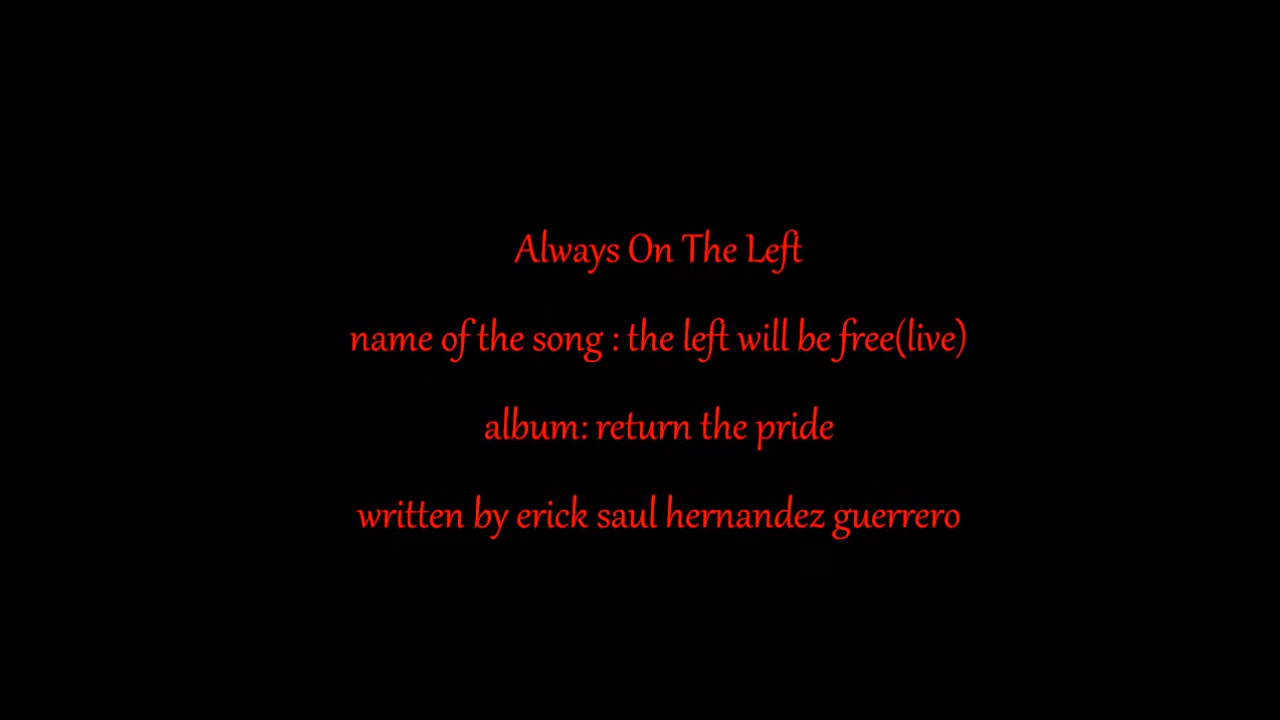 Always On The Left
name of the song : the left will be free(live)
album: return the pride
written by erick saul hernandez guerrero